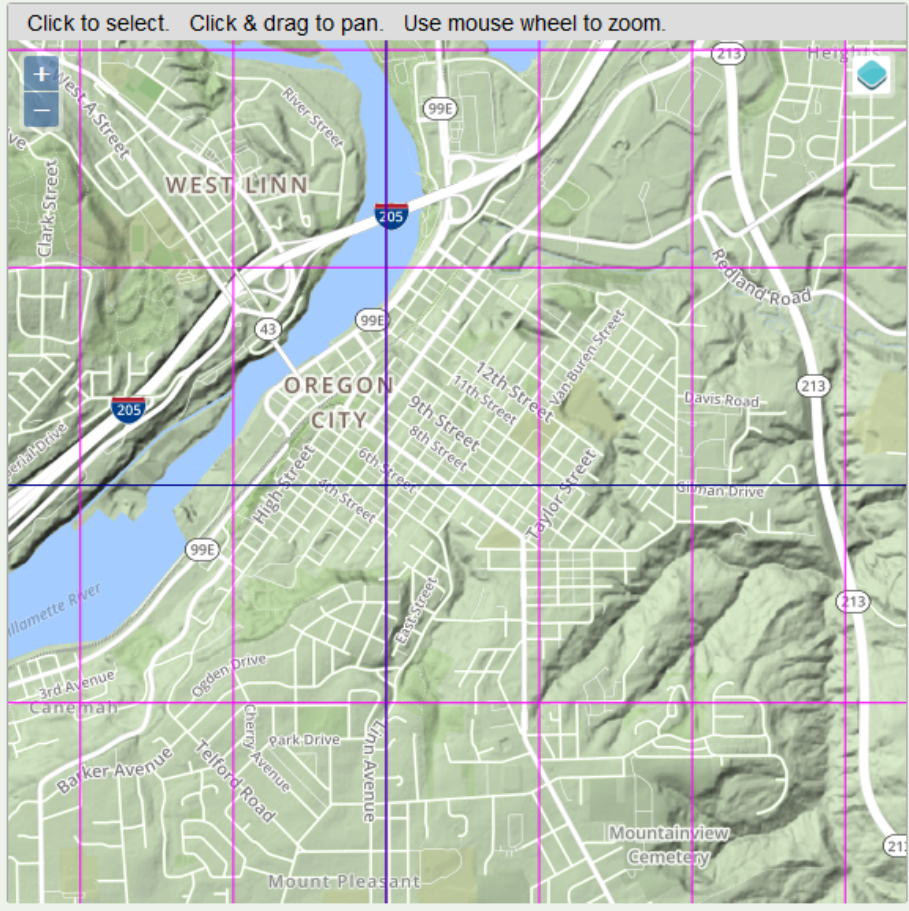 Click to select. Click & drag to pan. Use mouse wheel to zoom.
+
−
213
Heights
99E
West A Street
River Street
WEST LINN
Clark Street
205
Redland Road
99E
43
OREGON
CITY
12th Street
Van Buren Street
11th Street
213
Davis Road
205
9th Street
8th Street
6th Street
4th Street
High Street
Taylor Street
Gilman Drive
99E
East Street
213
3rd Avenue
Ogden Drive
Canemah
Cherry Avenue
Park Drive
Linn Avenue
Barker Avenue
Telford Road
Mountainview
Cemetery
Mount Pleasant